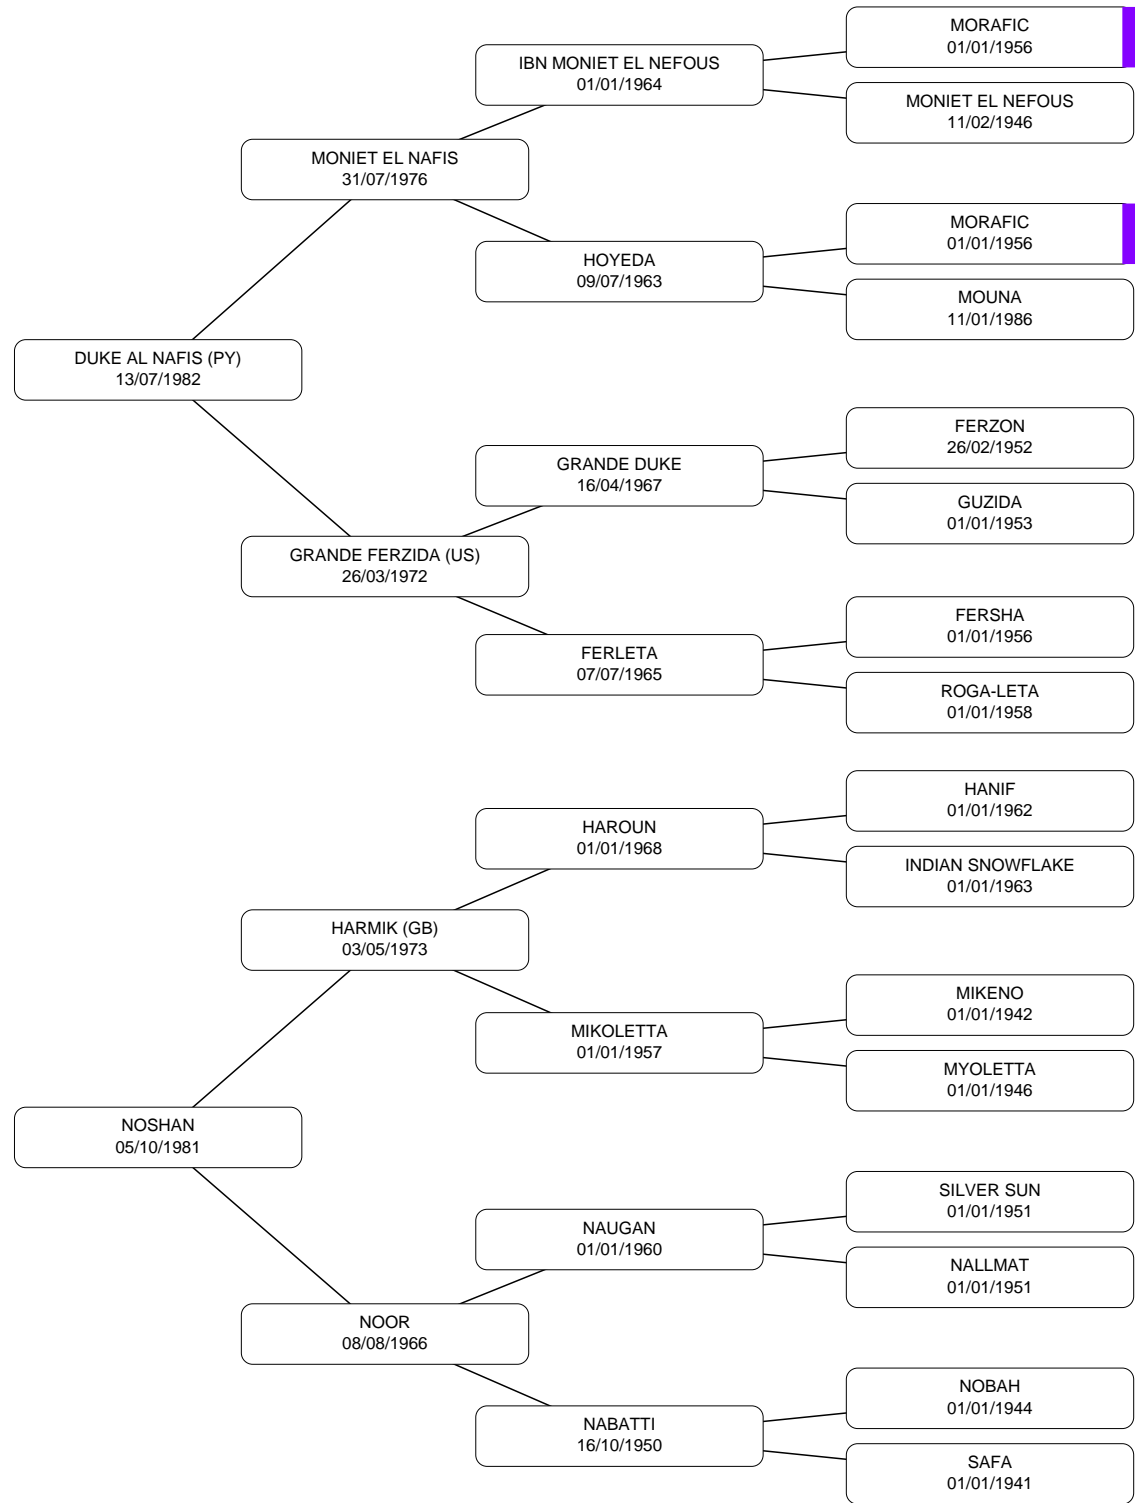 MORAFIC
01/01/1956
IBN MONIET EL NEFOUS
01/01/1964
MONIET EL NEFOUS
11/02/1946
MONIET EL NAFIS
31/07/1976
MORAFIC
01/01/1956
HOYEDA
09/07/1963
MOUNA
11/01/1986
DUKE AL NAFIS (PY)
13/07/1982
FERZON
26/02/1952
GRANDE DUKE
16/04/1967
GUZIDA
01/01/1953
GRANDE FERZIDA (US)
26/03/1972
FERSHA
01/01/1956
FERLETA
07/07/1965
ROGA-LETA
01/01/1958
HANIF
01/01/1962
HAROUN
01/01/1968
INDIAN SNOWFLAKE
01/01/1963
HARMIK (GB)
03/05/1973
MIKENO
01/01/1942
MIKOLETTA
01/01/1957
MYOLETTA
01/01/1946
NOSHAN
05/10/1981
SILVER SUN
01/01/1951
NAUGAN
01/01/1960
NALLMAT
01/01/1951
NOOR
08/08/1966
NOBAH
01/01/1944
NABATTI
16/10/1950
SAFA
01/01/1941